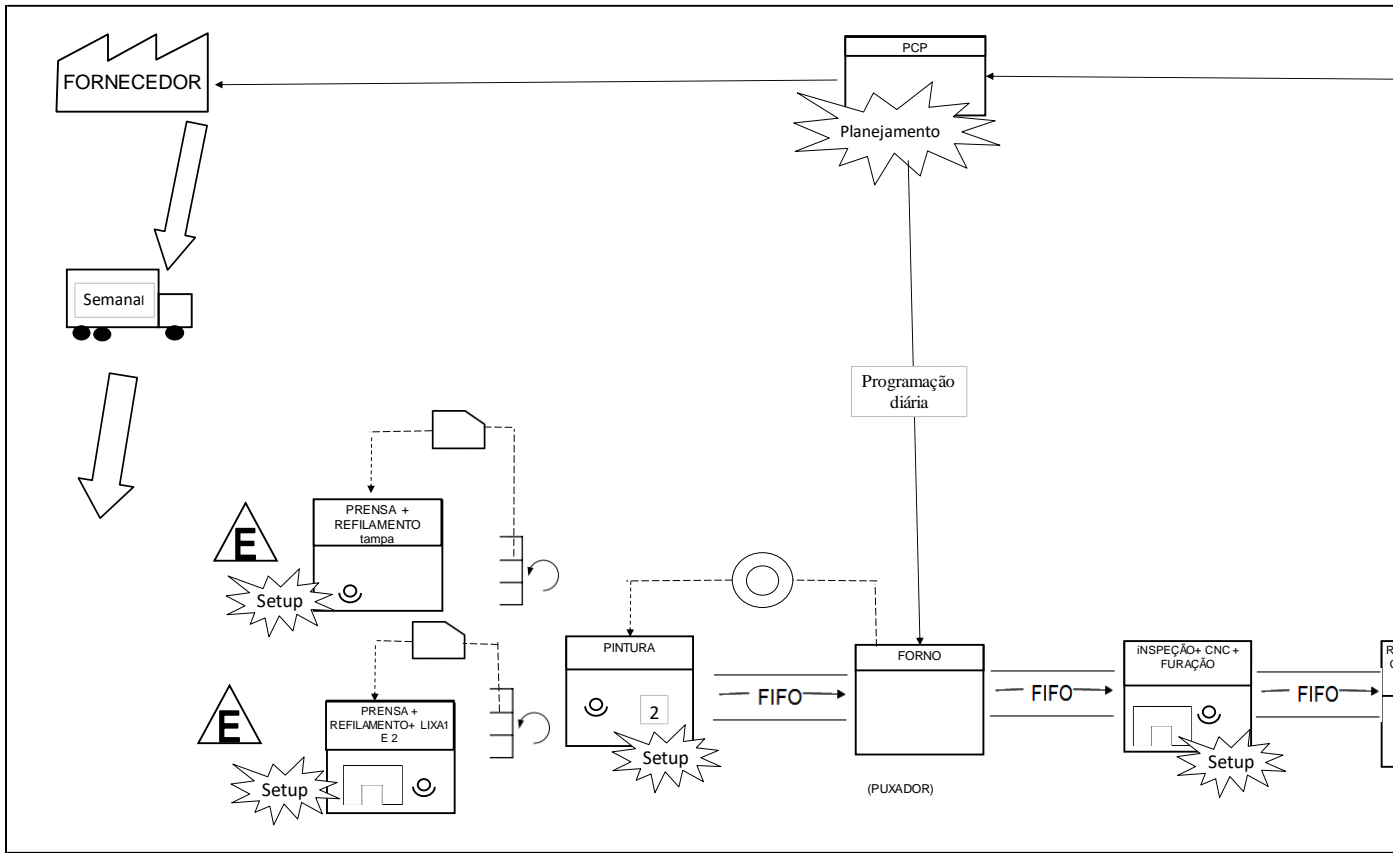 PCP
FORNECEDOR
Planejamento
Semanal
Programação
diária
PRENSA +
REFILAMENTO
tampa
E
Setup
PRENSA +
REFILAMENTO+ LIXA1
E 2
E
Setup
PINTURA
2
Setup
FIFO
FORNO
(PUXADOR)
FIFO
iNSPEÇÃO+ CNC +
FURAÇÃO
Setup
FIFO